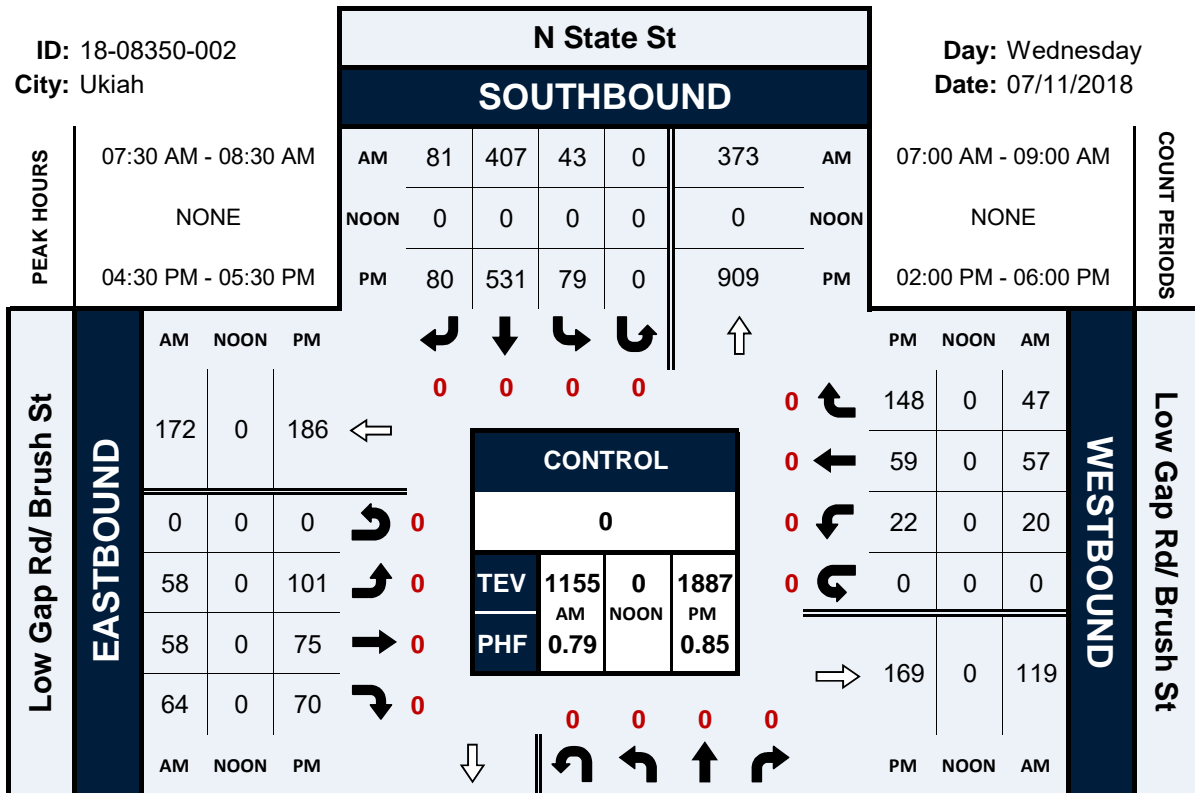 ID: 18-08350-002
City: Ukiah
N State St
SOUTHBOUND
Day: Wednesday
Date: 07/11/2018
PEAK HOURS
07:30 AM - 08:30 AM
NONE
04:30 PM - 05:30 PM
AM 81 407 43 0 373 AM
NOON 0 0 0 0 0 NOON
PM 80 531 79 0 909 PM
07:00 AM - 09:00 AM
NONE
02:00 PM - 06:00 PM
COUNT PERIODS
0 0 0 0
Low Gap Rd/ Brush St
EASTBOUND
AM NOON PM
172 0 186
0 0 0 0
58 0 101 0
58 0 75 0
64 0 70 0
AM NOON PM
CONTROL
0
TEV 1155 0 1887
AM NOON PM
PHF 0.79 0.85
PM NOON AM
0 148 0 47
0 59 0 57
0 22 0 20
0 0 0 0
169 0 119
PM NOON AM
WESTBOUND
Low Gap Rd/ Brush St
0 0 0 0